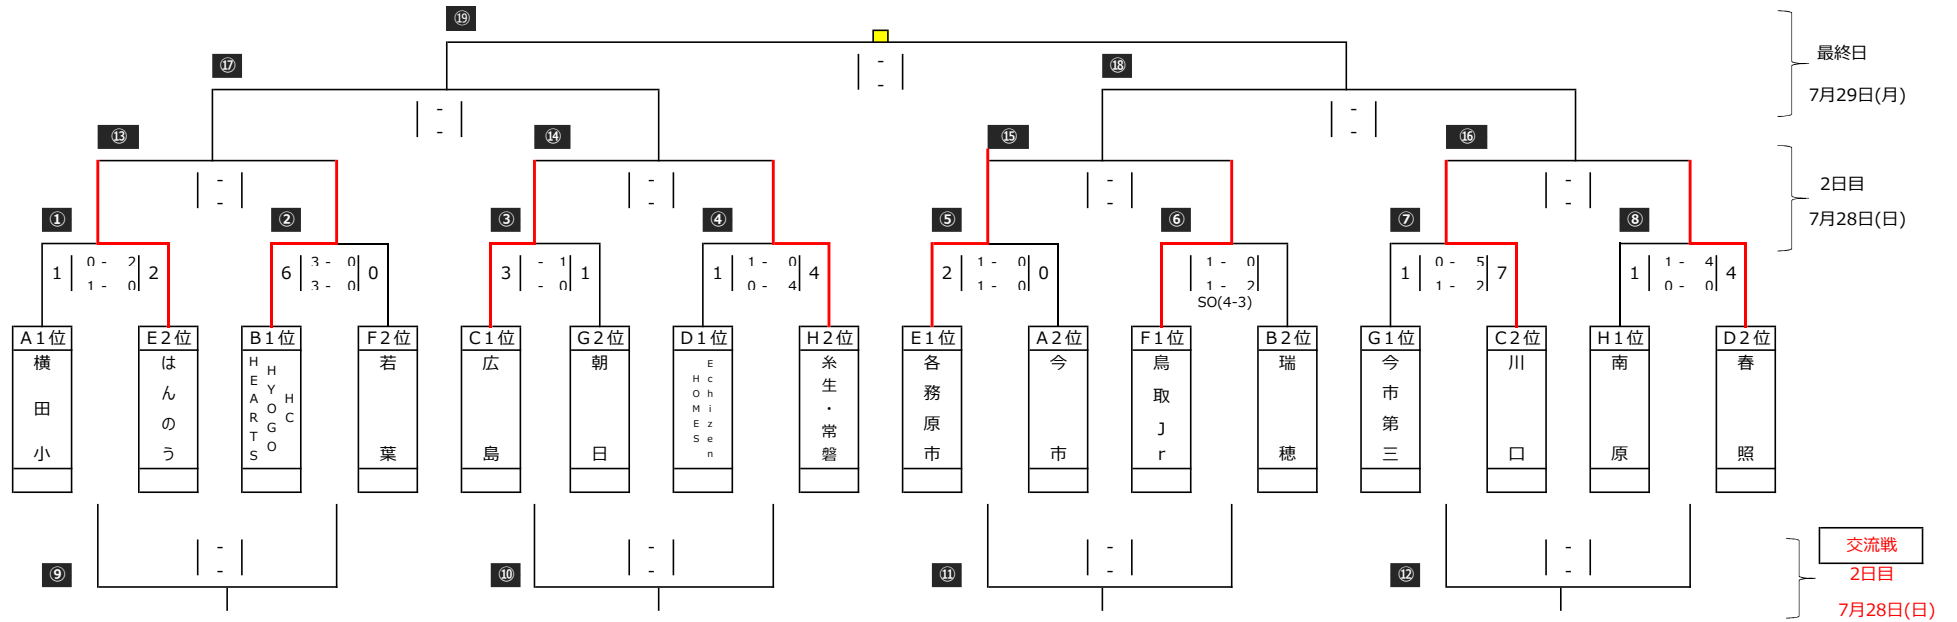 ⑲
最終日
7月29日(月)
-
-
⑰
⑱
-
-
-
-
⑬
⑭
⑮
⑯
2日目
7月28日(日)
-
-
-
-
-
-
-
-
①
②
③
④
⑤
⑥
⑦
⑧
1 0 - 2 2
1 - 0
6 3 - 0 0
3 - 0
3 - 1 1
- 0
1 1 - 0 4
0 - 4
2 1 - 0 0
1 - 0
1 - 0
1 - 2
SO(4-3)
1 0 - 5 7
1 - 2
1 1 - 4 4
0 - 0
A1位
横田小
E2位
はんのう
B1位
HYOGO
HEARTS
HC
F2位
若葉
C1位
広島
G2位
朝日
D1位
Echizen
HOMES
H2位
糸生・常磐
E1位
各務原市
A2位
今市
F1位
鳥取Jr
B2位
瑞穂
G1位
今市第三
C2位
川口
H1位
南原
D2位
春照
-
-
-
-
-
-
-
-
⑨
⑩
⑪
⑫
交流戦
2日目
7月28日(日)